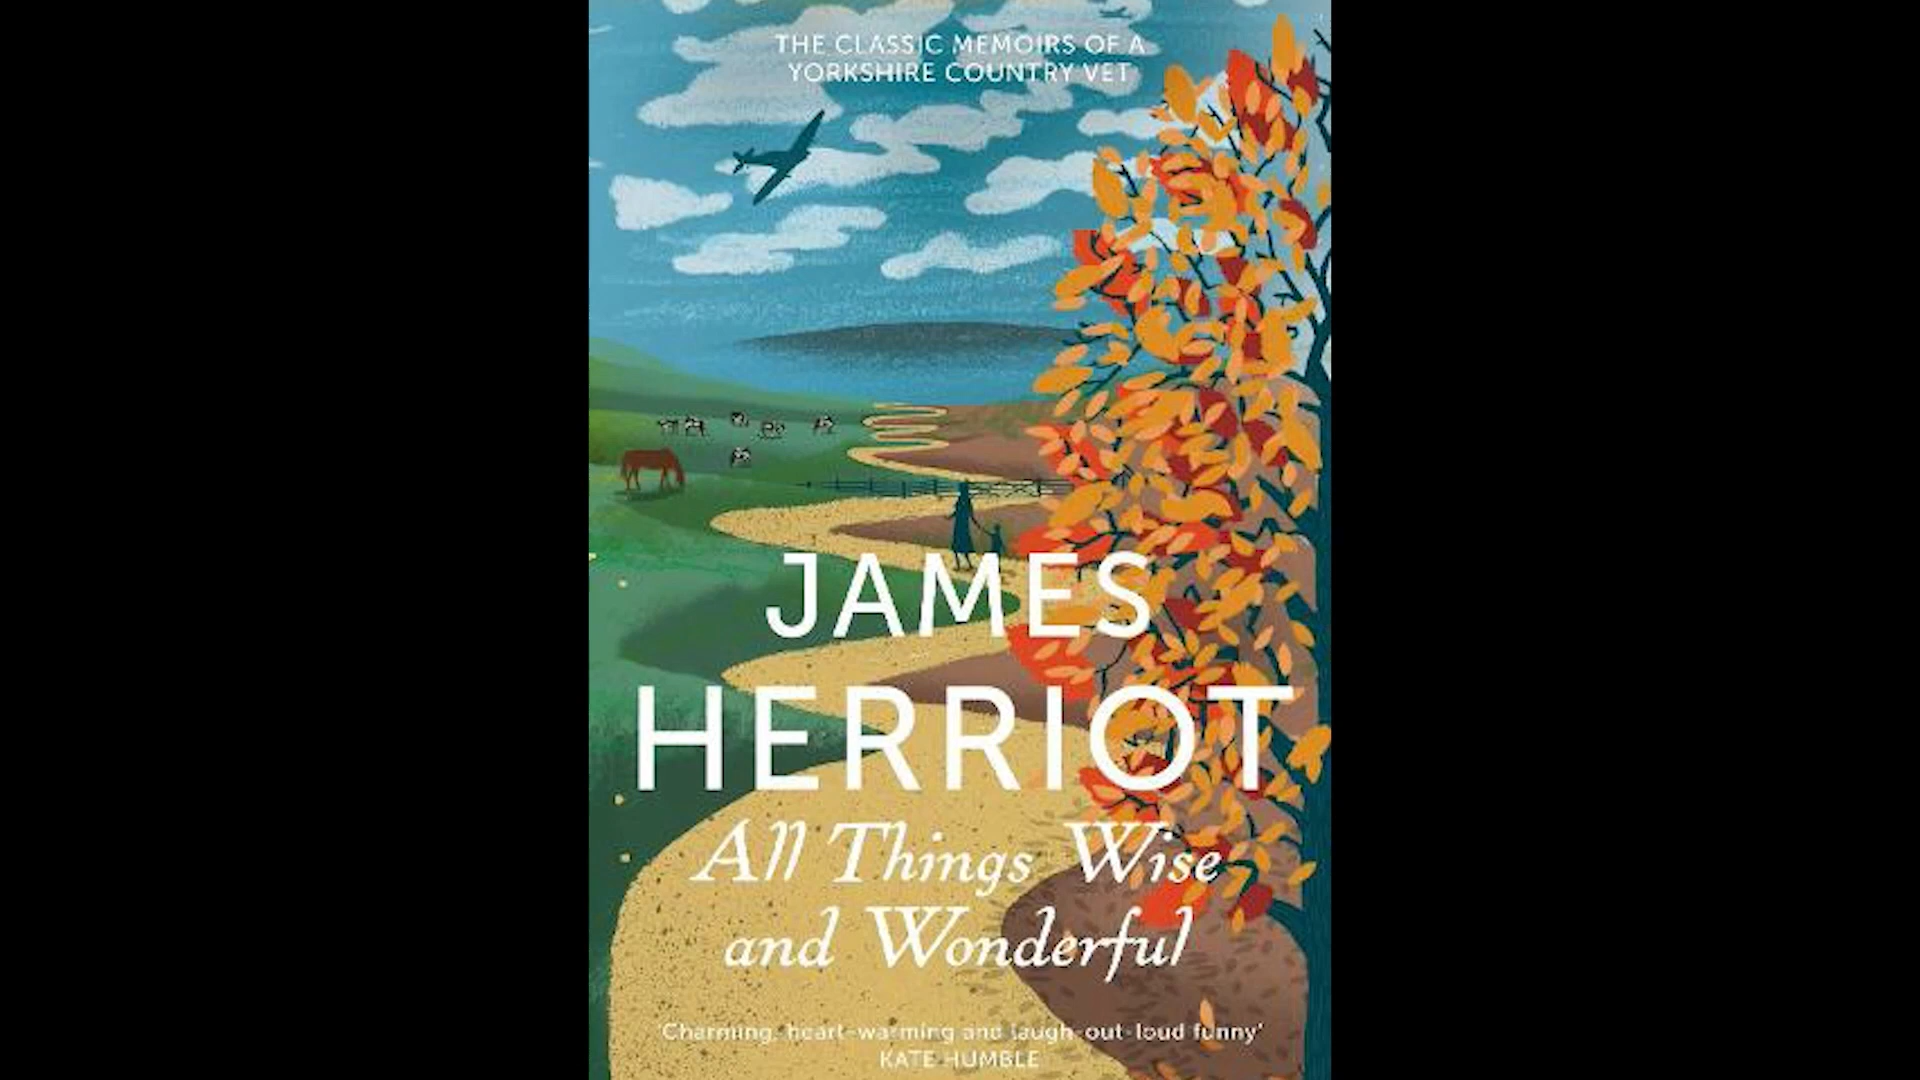 THE CLASSIC MEMOIRS OF A
YORKSHIRE COUNTRY VET
JAMES
HERRIOT
All Things Wise
and Wonderful
'Charming, heart-warming and laugh-out-loud funny'
KATE HUMBLE